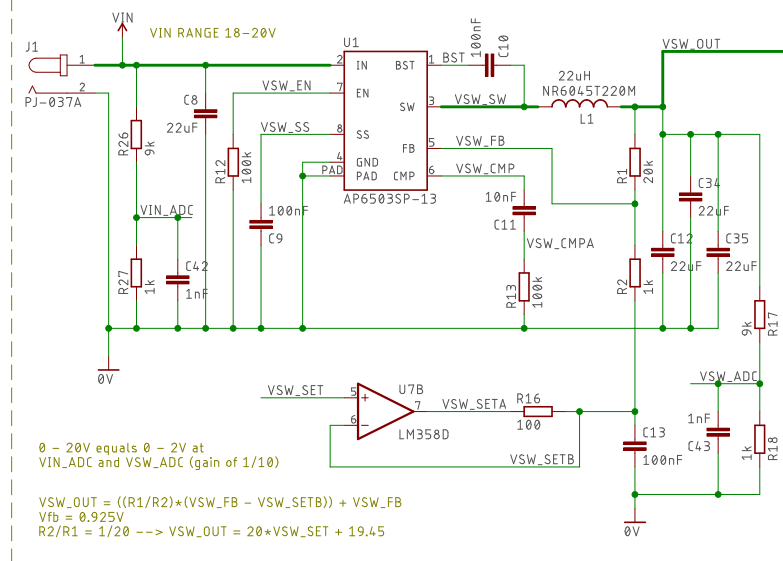 VIN
VIN RANGE 18-20V
J1
1
2
PJ-037A
R26
9k
C8
22uF
VIN_ADC
R27
1k
C42
1nF
0V
U1
2
IN
7
EN
8
SS
4
GND
PAD
PAD
BST
1
SW
3
FB
5
CMP
6
AP6503SP-13
VSW_EN
VSW_SS
R12
100k
100nF
C9
BST
100nF
C10
VSW_SW
VSW_FB
VSW_CMP
10nF
C11
VSW_CMPA
R13
100k
22uH
NR6045T220M
L1
VSW_OUT
R1
20k
R2
1k
C34
22uF
C12
22uF
C35
22uF
R17
9k
VSW_ADC
1nF
C43
R18
1k
VSW_SET
5
+
6
−
U7B
7
LM358D
VSW_SETA
R16
100
VSW_SETB
C13
100nF
0V
0 - 20V equals 0 - 2V at
VIN_ADC and VSW_ADC (gain of 1/10)
VSW_OUT = ((R1/R2)*(VSW_FB - VSW_SETB)) + VSW_FB
Vfb = 0.925V
R2/R1 = 1/20 --> VSW_OUT = 20*VSW_SET + 19.45